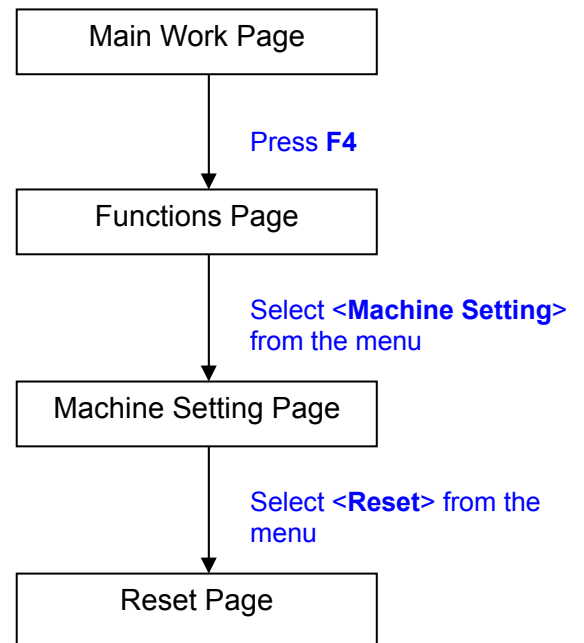 Main Work Page
Press F4
Functions Page
Select <Machine Setting>
from the menu
Machine Setting Page
Select <Reset> from the
menu
Reset Page